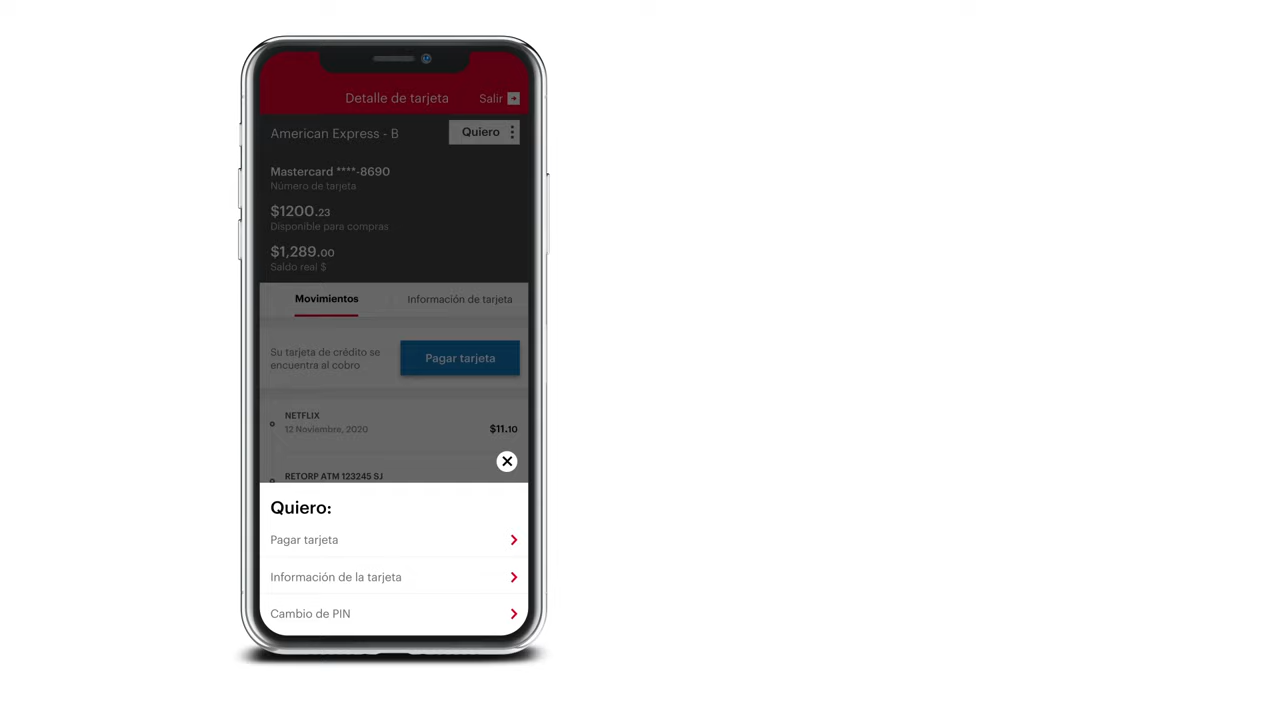 Detalle de tarjeta
Salir
American Express - B
Quiero
Mastercard ****-8690
Número de tarjeta
$1200.23
Disponible para compras
$1,289.00
Saldo real $
Movimientos
Información de tarjeta
Su tarjeta de crédito se
encuentra al cobro
Pagar tarjeta
NETFLIX
12 Noviembre, 2020
$11.10
RETORP ATM 123245 SJ
Quiero:
Pagar tarjeta
Información de la tarjeta
Cambio de PIN